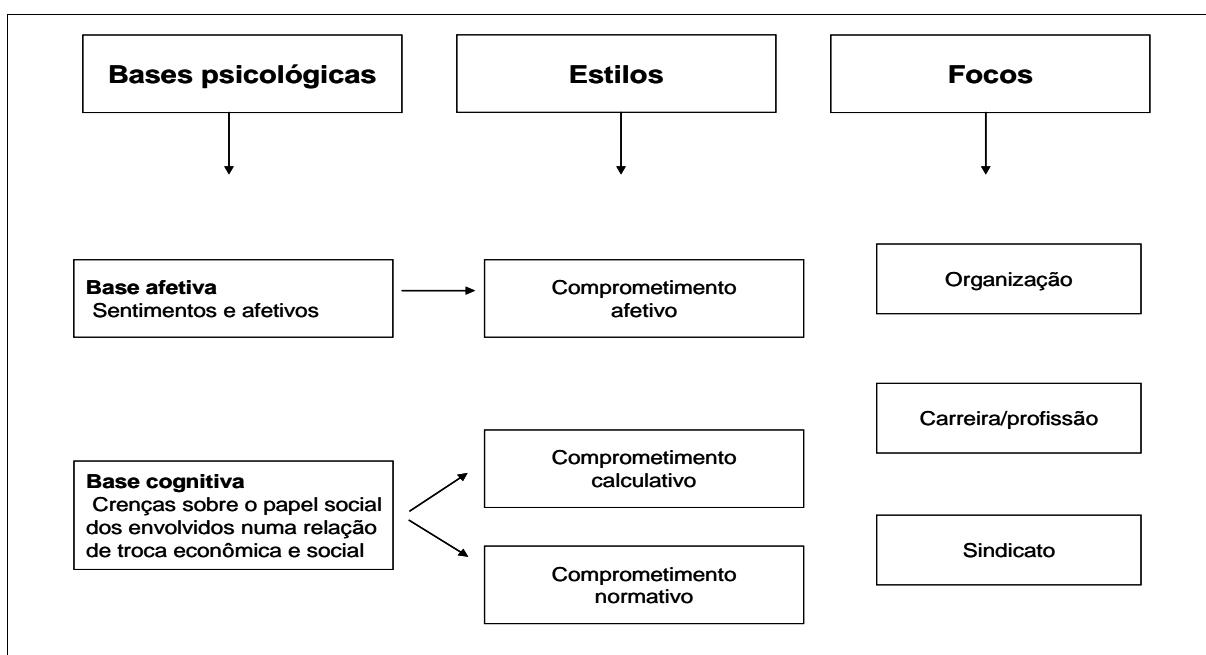 Bases psicológicas
Estilos
Focos
Base afetiva
Sentimentos e afetivos
Comprometimento
afetivo
Organização
Carreira/profissão
Base cognitiva
Crenças sobre o papel social
dos envolvidos numa relação
de troca econômica e social
Comprometimento
calculativo
Comprometimento
normativo
Sindicato